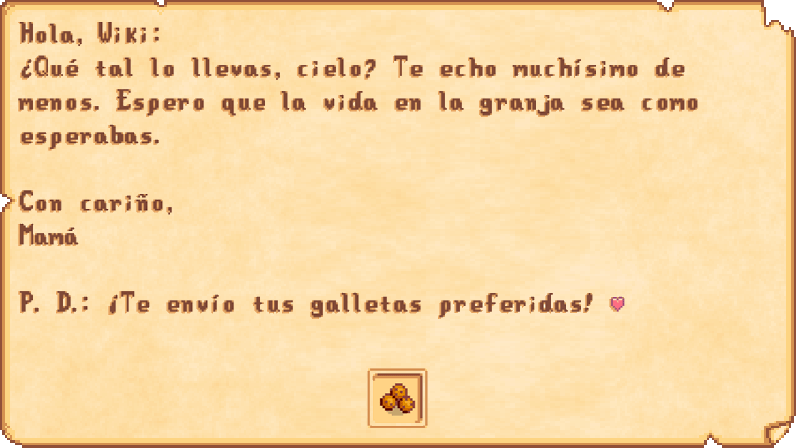 Hola, Wiki:
¿Qué tal lo llevas, cielo? Te echo muchísimo de
menos. Espero que la vida en la granja sea como
esperabas.
Con cariño,
Mamá
P. D.: ¡Te envío tus galletas preferidas!